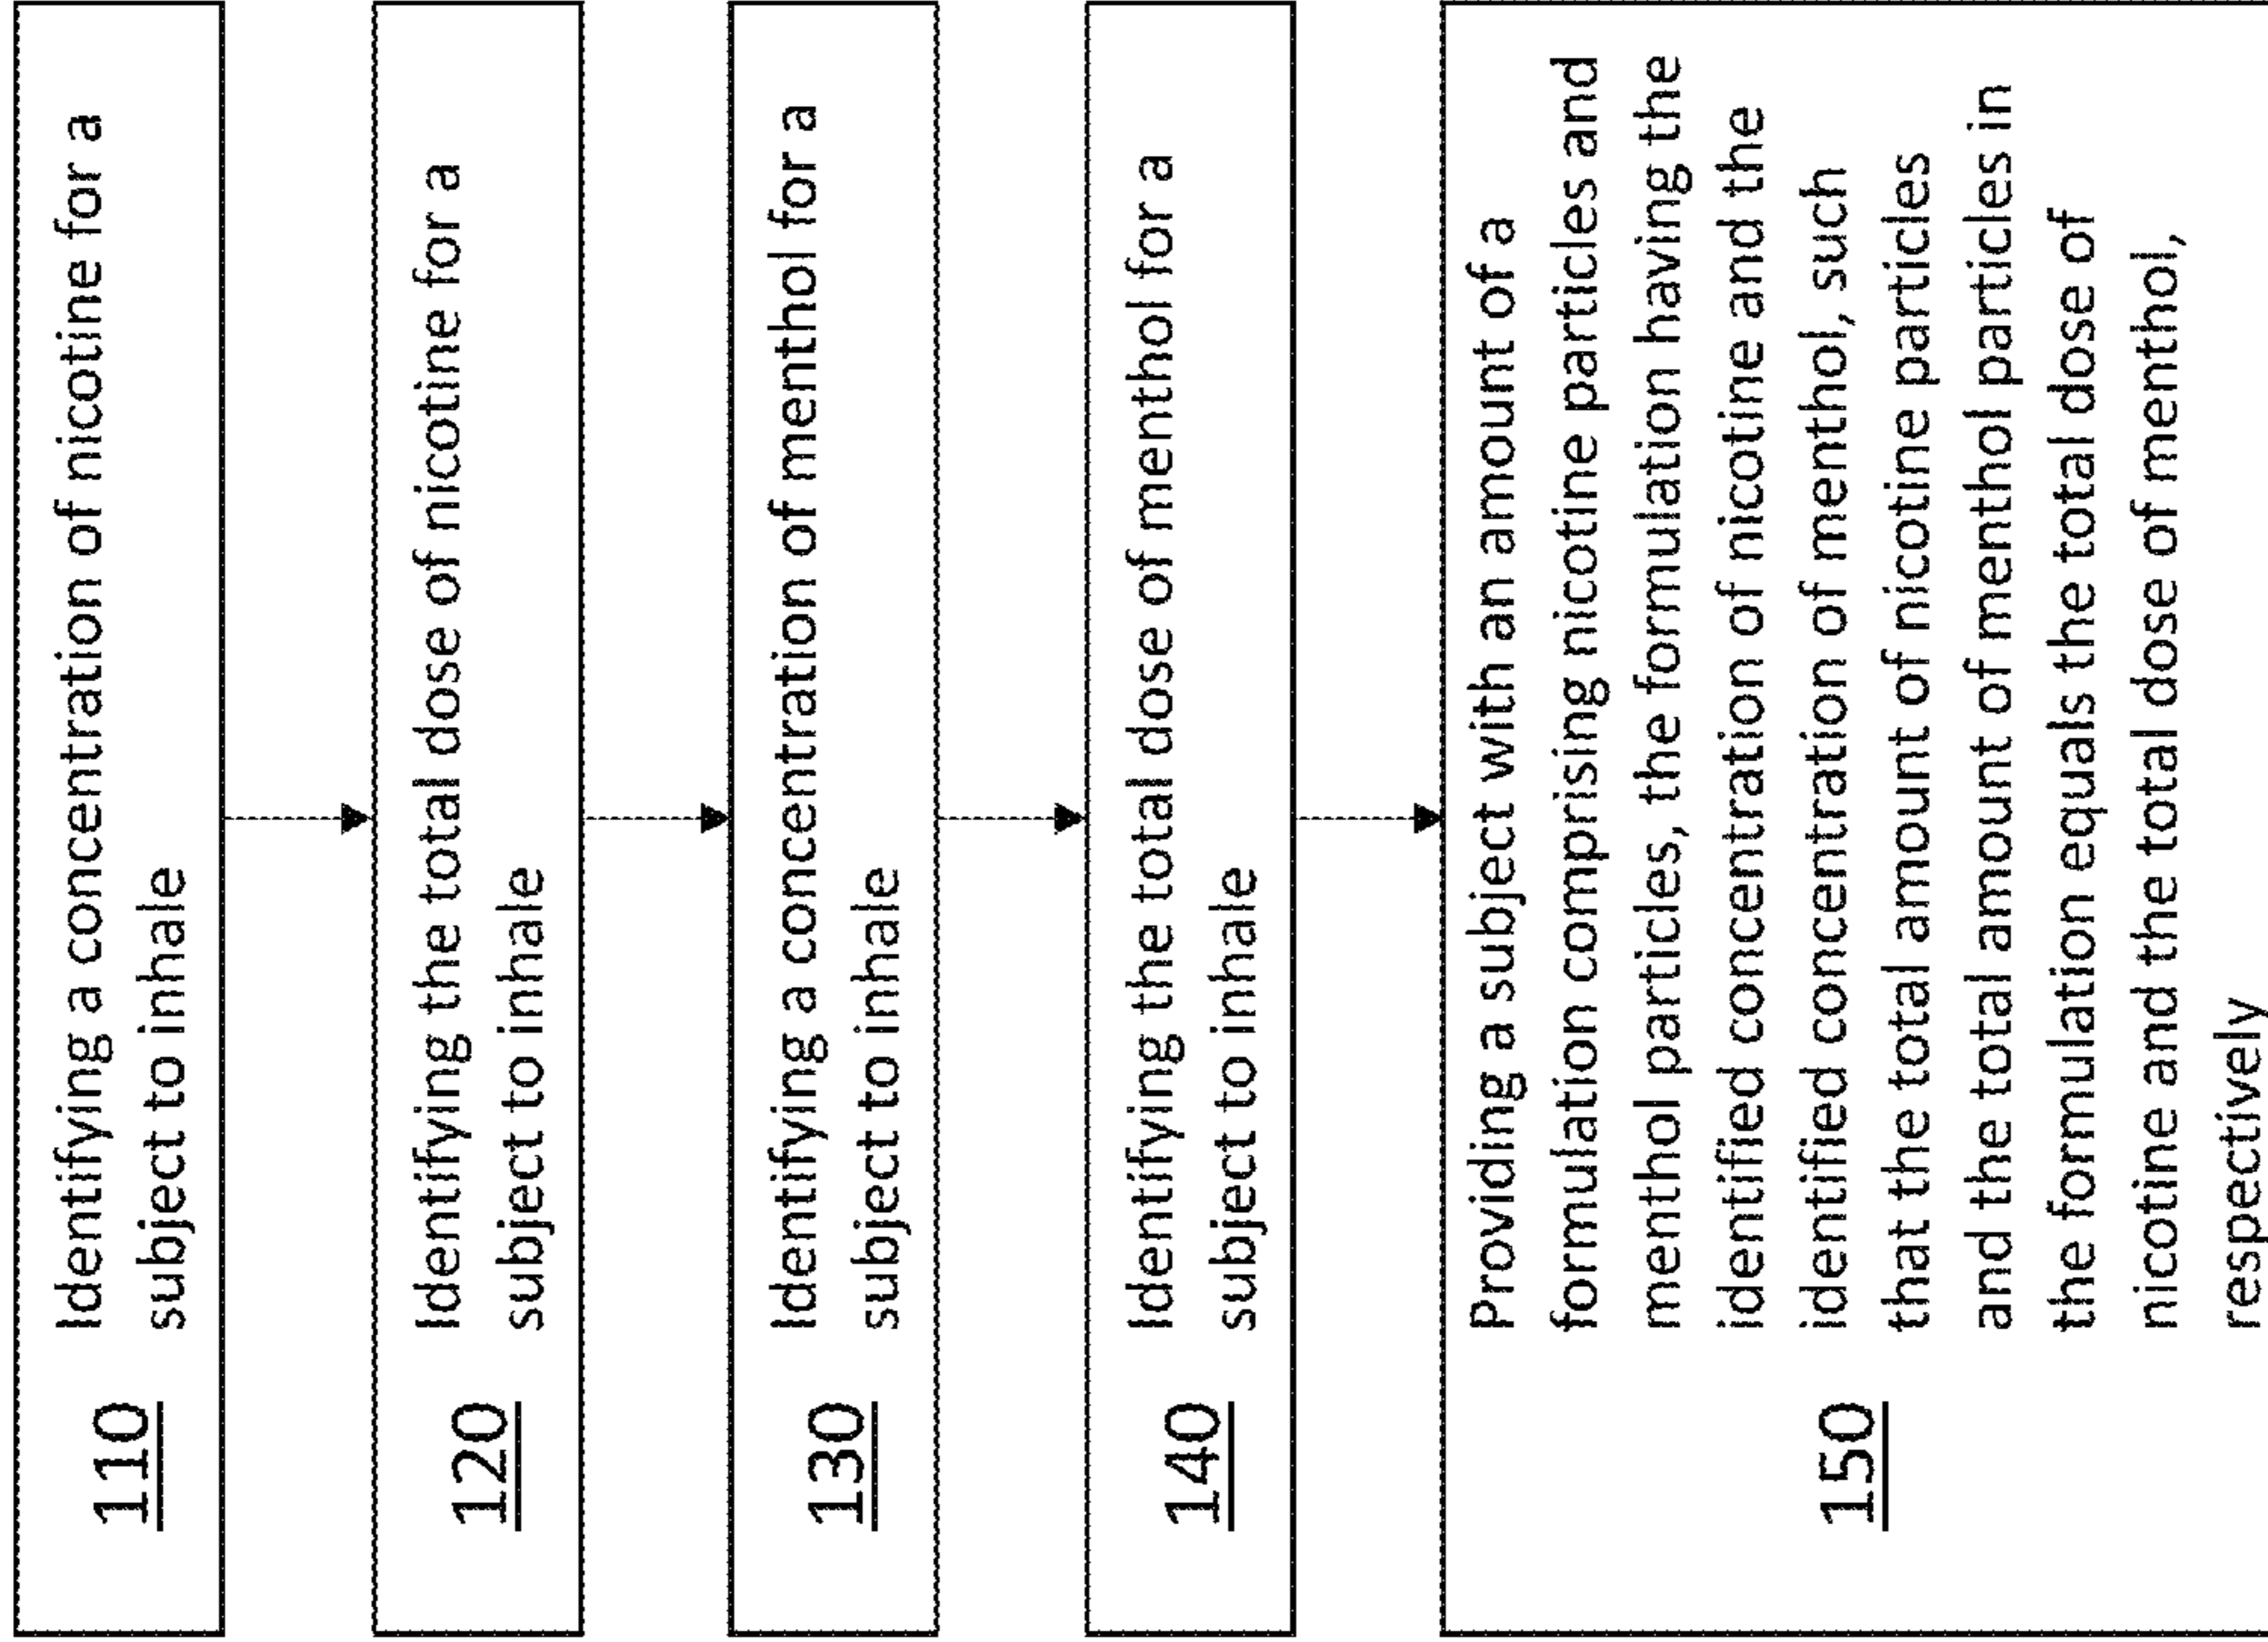 110
Identifying a concentration of nicotine for a
subject to inhale
120
Identifying the total dose of nicotine for a
subject to inhale
130
Identifying a concentration of menthol for a
subject to inhale
140
Identifying the total dose of menthol for a
subject to inhale
150
Providing a subject with an amount of a
formulation comprising nicotine particles and
menthol particles, the formulation having the
identified concentration of nicotine and the
identified concentration of menthol, such
that the total amount of nicotine particles
and the total amount of menthol particles in
the formulation equals the total dose of
nicotine and the total dose of menthol,
respectively